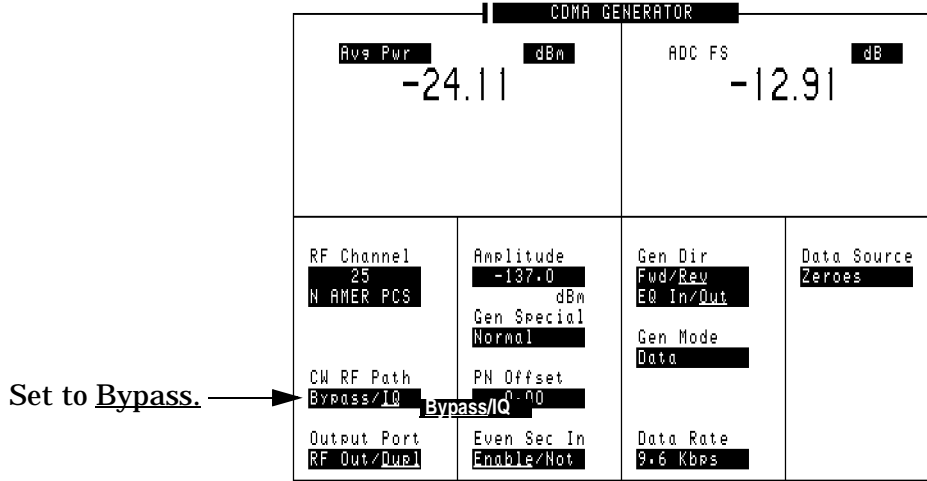 CDMA GENERATOR
Avg Pwr dBm
-24.11
ADC FS dB
-12.91
RF Channel
25
N AMER PCS
Amplitude
-137.0
dBm
Gen Special
Normal
Gen Dir
Fwd/Rev
EQ In/Out
Gen Mode
Data
Data Source
Zeroes
Set to Bypass.
CW RF Path
Bypass/IQ
Bypass/IQ
PN Offset
Output Port
RF Out/Dupl
Even Sec In
Enable/Not
Data Rate
9.6 Kbps